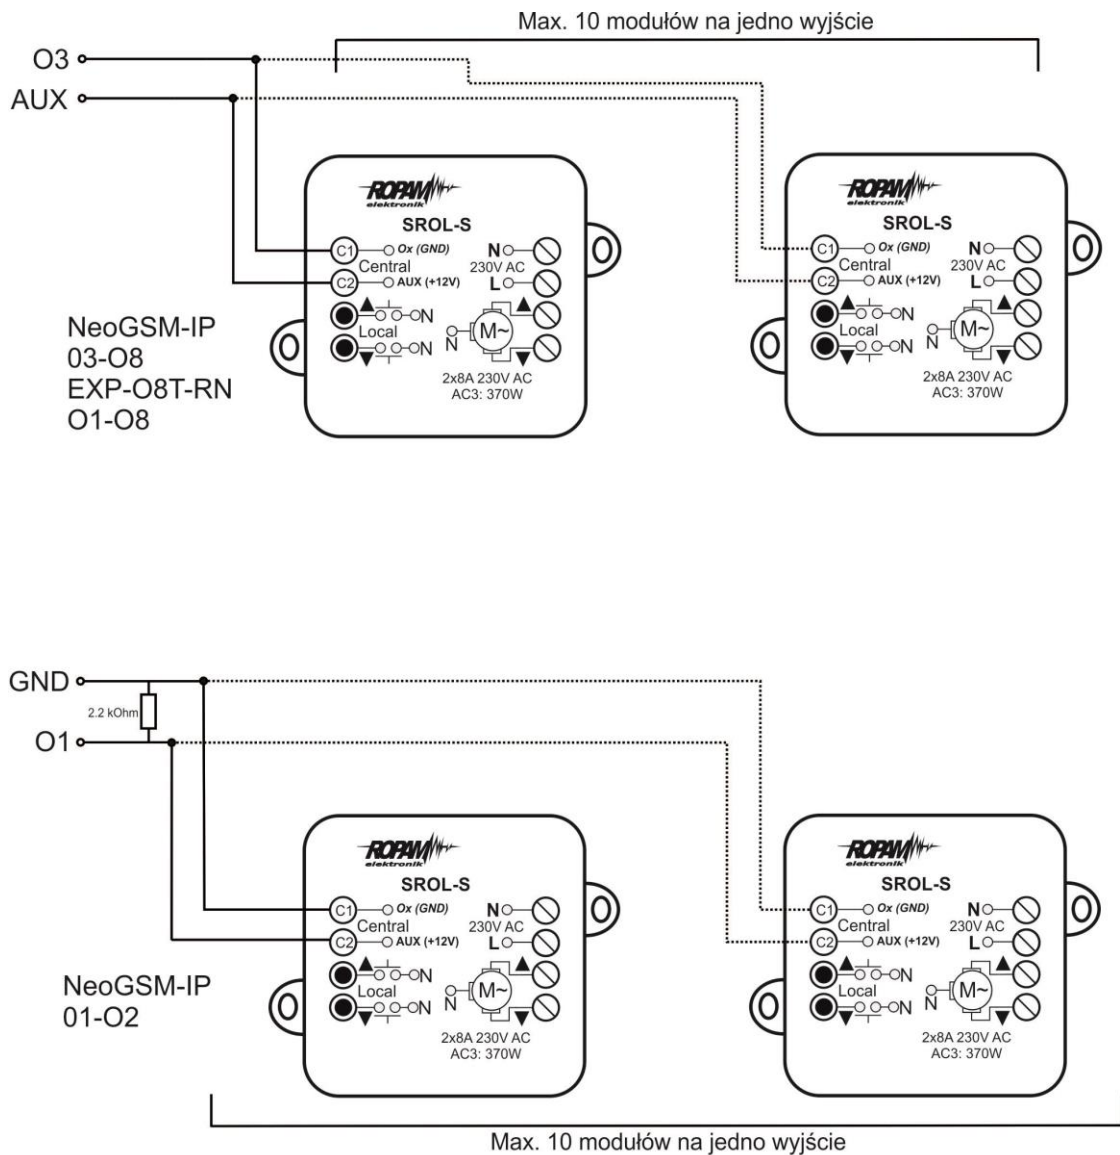 Max. 10 modułów na jedno wyjście
O3
AUX
ROPAM
elektronik
SROL-S
C1 Ox (GND) N
Central 230V AC
C2 AUX (+12V) L
N
Local M~
N N
2x8A 230V AC
AC3: 370W
ROPAM
elektronik
SROL-S
C1 Ox (GND) N
Central 230V AC
C2 AUX (+12V) L
N
Local M~
N N
2x8A 230V AC
AC3: 370W
NeoGSM-IP
03-O8
EXP-O8T-RN
O1-O8
GND
2.2 kOhm
O1
ROPAM
elektronik
SROL-S
C1 Ox (GND) N
Central 230V AC
C2 AUX (+12V) L
N
Local M~
N N
2x8A 230V AC
AC3: 370W
ROPAM
elektronik
SROL-S
C1 Ox (GND) N
Central 230V AC
C2 AUX (+12V) L
N
Local M~
N N
2x8A 230V AC
AC3: 370W
NeoGSM-IP
01-O2
Max. 10 modułów na jedno wyjście